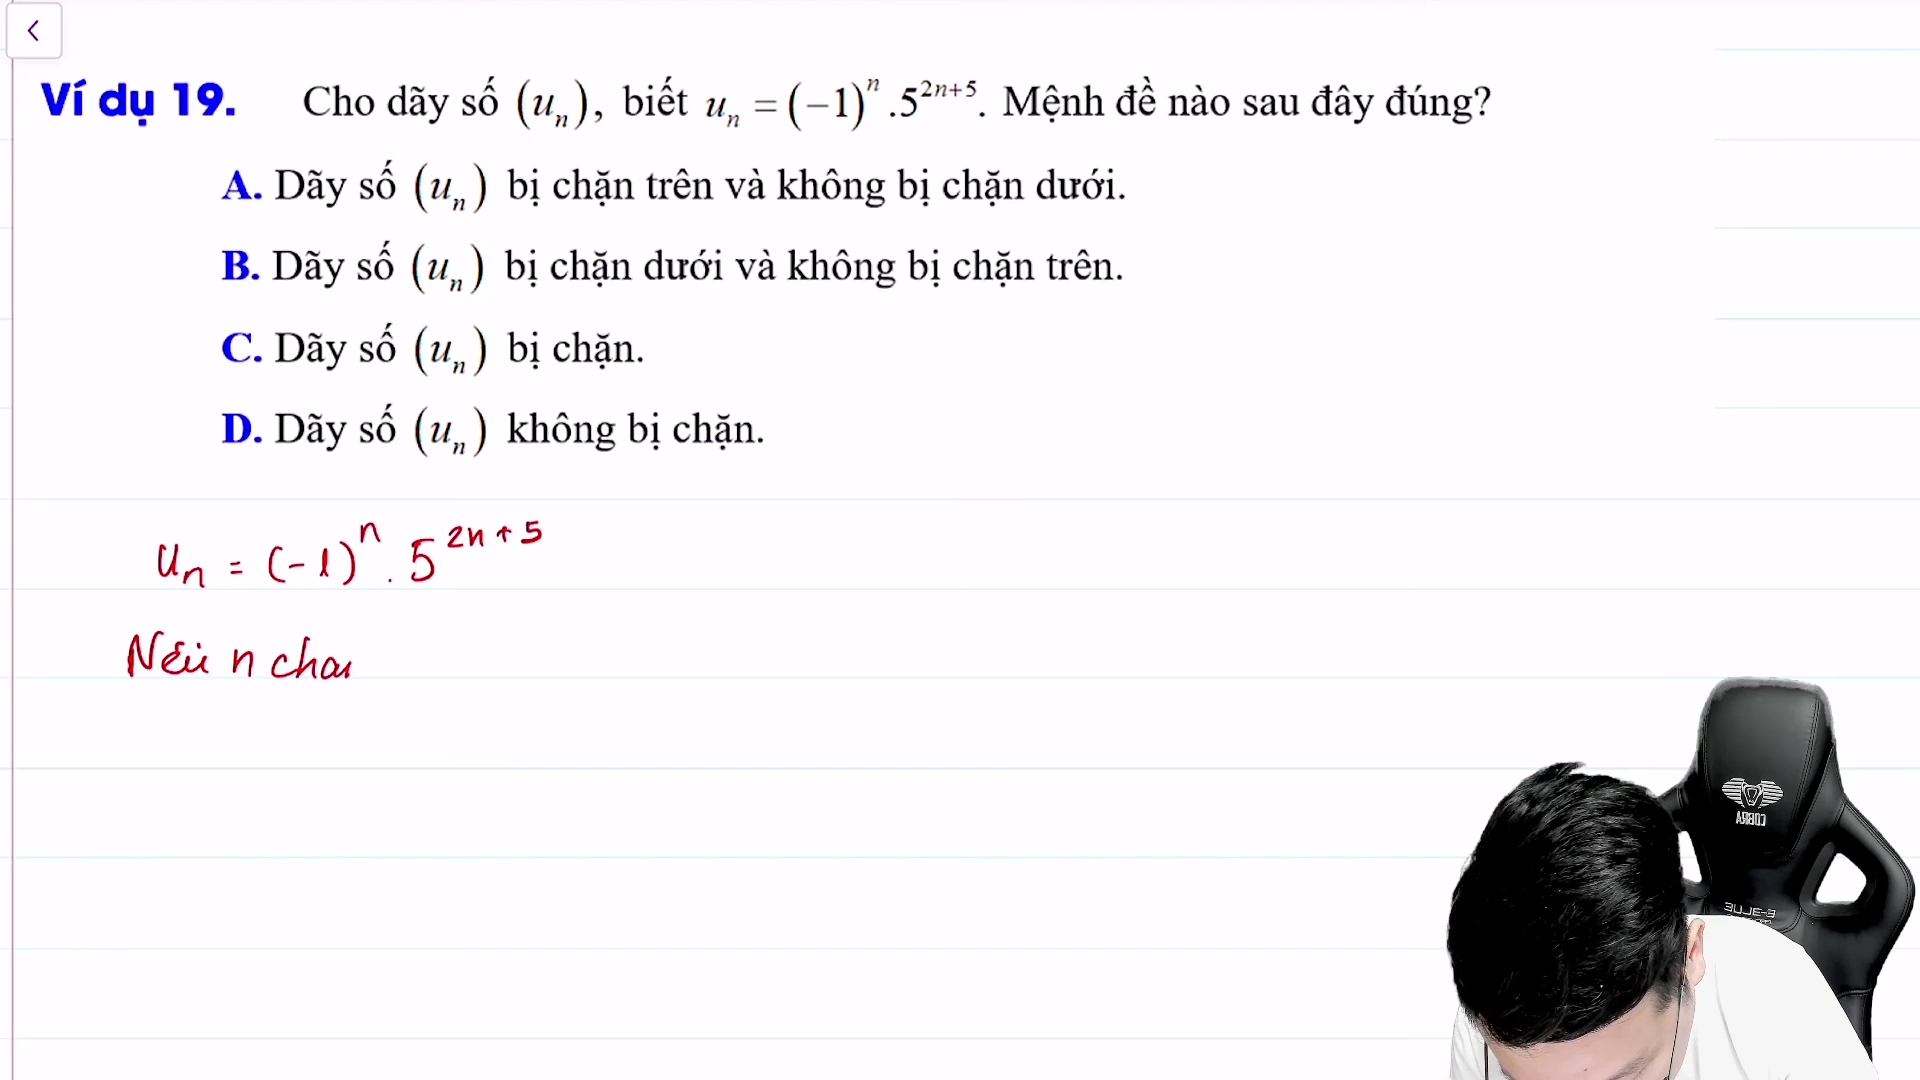 Ví dụ 19. Cho dãy số (uₙ), biết uₙ = (−1)ⁿ.5²ⁿ⁺⁵. Mệnh đề nào sau đây đúng?
A. Dãy số (uₙ) bị chặn trên và không bị chặn dưới.
B. Dãy số (uₙ) bị chặn dưới và không bị chặn trên.
C. Dãy số (uₙ) bị chặn.
D. Dãy số (uₙ) không bị chặn.
uₙ = (-1)ⁿ. 5²ⁿ⁺⁵
Nếu n
COBRA
E-BLUE